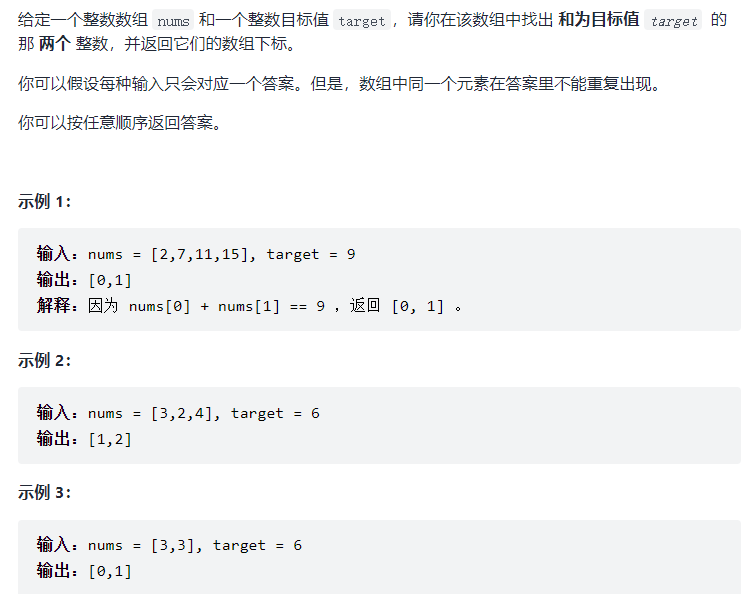 给定一个整数数组 nums 和一个整数目标值 target，请你在该数组中找出 和为目标值 target 的
那 两个 整数，并返回它们的数组下标。
你可以假设每种输入只会对应一个答案。但是，数组中同一个元素在答案里不能重复出现。
你可以按任意顺序返回答案。
示例 1：
输入：nums = [2,7,11,15], target = 9
输出：[0,1]
解释：因为 nums[0] + nums[1] == 9 ，返回 [0, 1] 。
示例 2：
输入：nums = [3,2,4], target = 6
输出：[1,2]
示例 3：
输入：nums = [3,3], target = 6
输出：[0,1]